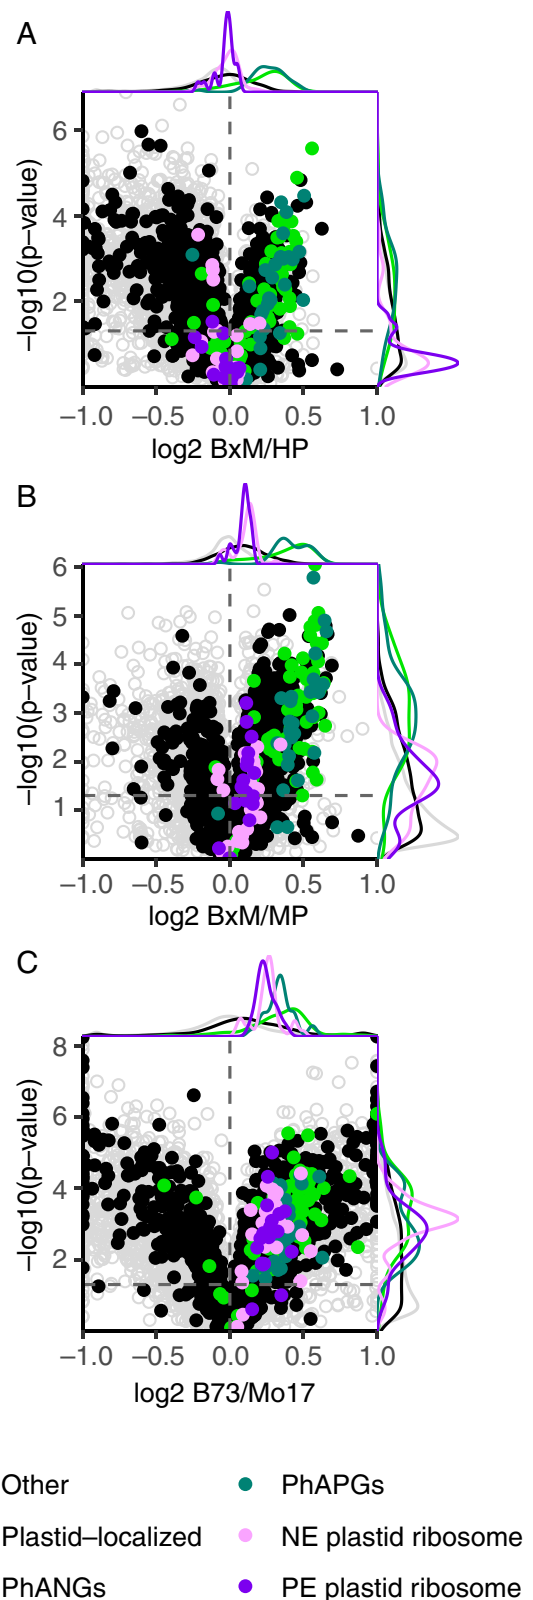 A
−log10(p−value)
6
4
2
−1.0 −0.5 0.0 0.5 1.0
log2 BxM/HP
B
−log10(p−value)
6
5
4
3
2
1
−1.0 −0.5 0.0 0.5 1.0
log2 BxM/MP
C
−log10(p−value)
8
6
4
2
−1.0 −0.5 0.0 0.5 1.0
log2 B73/Mo17
Other
PhAPGs
Plastid−localized
NE plastid ribosome
PhANGs
PE plastid ribosome